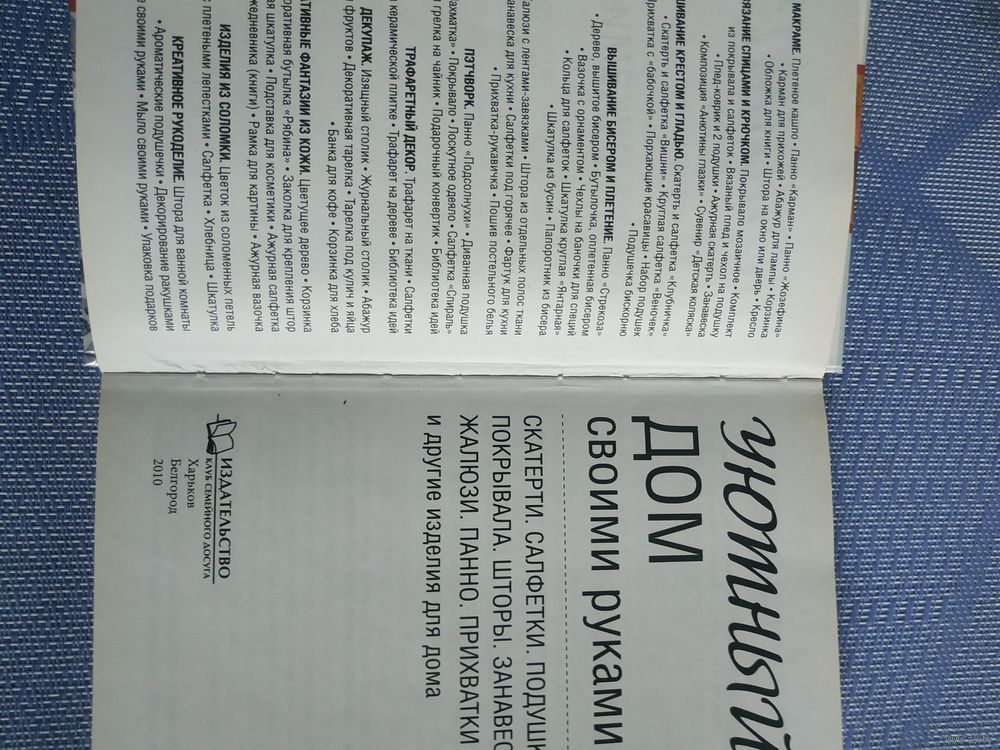 МАКРАМЕ. Плетеное кашпо • Панно «Карман» • Панно «Жозефина»
• Карман для прихожей • Абажур для лампы • Корзинка
• Обложка для книги • Штора на окно или дверь • Кресло
ВЯЗАНИЕ СПИЦАМИ И КРЮЧКОМ. Покрывало мозаичное • Комплект
из покрывала и салфеток • Вязаный плед и чехол на подушку
• Плед-коврик и 2 подушки • Ажурная скатерть • Занавеска
• Композиция «Анютины глазки» • Сувенир «Детская коляска»
ШИВАНИЕ КРЕСТОМ И ГЛАДЬЮ. Скатерть и салфетка «Клубничка»
• Скатерть и салфетка «Вишни» • Круглая салфетка «Веночек»
Прихватка с «бабочкой» • Порхающие красавицы • Набор подушек
• Подушечка бискорню
ВЫШИВАНИЕ БИСЕРОМ И ПЛЕТЕНИЕ. Панно «Стрекоза»
• Дерево, вышитое бисером • Бутылочка, оплетенная бисером
• Вазочка с орнаментом • Чехлы на баночки для специй
• Кольца для салфеток • Шкатулка круглая «Янтарная»
• Шкатулка из бусин • Папоротник из бисера
алюзи с лентами-завязками • Штора из отдельных полос ткани
анавеска для кухни • Салфетки под горячее • Фартук для кухни
• Прихватка-рукавичка • Пошив постельного белья
ПЭТЧВОРК. Панно «Подсолнухи» • Диванная подушка
ахматка» • Покрывало • Лоскутное одеяло • Салфетка «Спираль»
грелка на чайник • Подарочный конвертик • Библиотека идей
ТРАФАРЕТНЫЙ ДЕКОР. Трафарет на ткани • Салфетки
керамической плитке • Трафарет на дереве • Библиотека идей
ДЕКУПАЖ. Изящный столик • Журнальный столик • Абажур
я фруктов • Декоративная тарелка • Тарелка под кулич и яйца
• Банка для кофе • Корзинка для хлеба
АТИВНЫЕ ФАНТАЗИИ ИЗ КОЖИ. Цветущее дерево • Корзинка
оративная бутылка «Рябина» • Заколка для крепления штор
ая шкатулка • Подставка для косметики • Ажурная салфетка
жедневника (книги) • Рамка для картины • Ажурная вазочка
ИЗДЕЛИЯ ИЗ СОЛОМКИ. Цветок из соломенных петель
с плетеными лепестками • Салфетка • Хлебница • Шкатулка
КРЕАТИВНОЕ РУКОДЕЛИЕ. Штора для ванной комнаты
• Ароматические подушечки • Декорирование ракушками
е своими руками • Мыло своими руками • Упаковка подарков
УЮТНЫЙ
ДОМ
СВОИМИ РУКАМИ
СКАТЕРТИ. САЛФЕТКИ. ПОДУШК
ПОКРЫВАЛА. ШТОРЫ. ЗАНАВЕС
ЖАЛЮЗИ. ПАННО. ПРИХВАТКИ
И ДРУГИЕ ИЗДЕЛИЯ ДЛЯ ДОМА
ИЗДАТЕЛЬСТВО
КЛУБ СЕМЕЙНОГО ДОСУГА
Харьков
Белгород
2010